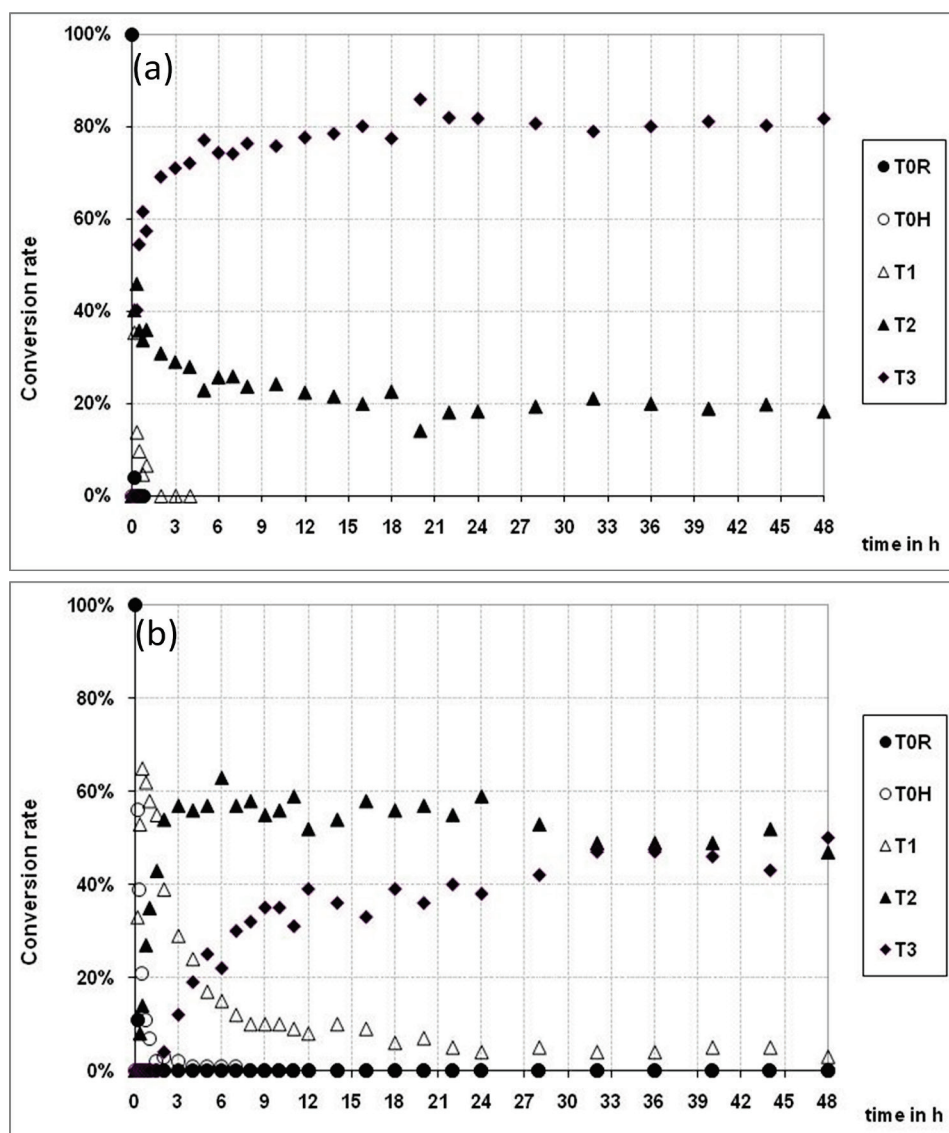 (a)
100%
80%
60%
40%
20%
0%
Conversion rate
0 3 6 9 12 15 18 21 24 27 30 33 36 39 42 45 48
time in h
T0R
T0H
T1
T2
T3
(b)
100%
80%
60%
40%
20%
0%
Conversion rate
0 3 6 9 12 15 18 21 24 27 30 33 36 39 42 45 48
time in h
T0R
T0H
T1
T2
T3